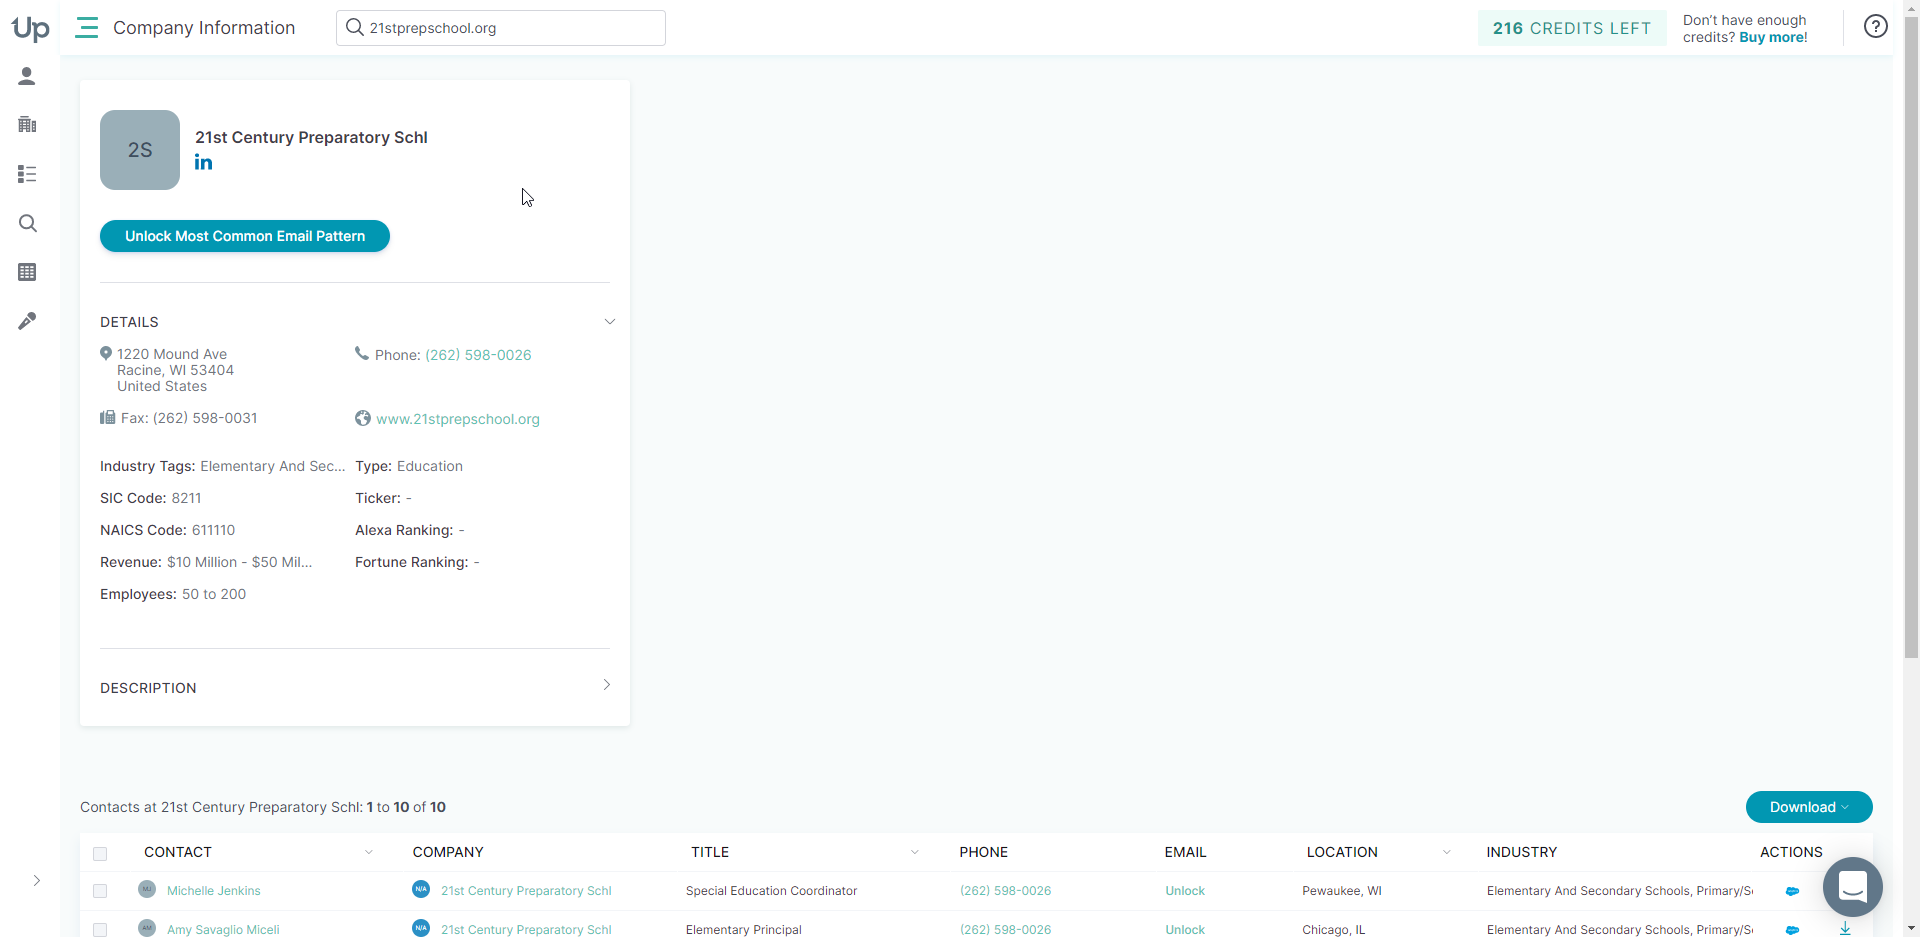 Up
Company Information
21stprepschool.org
216 CREDITS LEFT
Don't have enough
credits? Buy more!
2S
21st Century Preparatory Schl
in
Unlock Most Common Email Pattern
DETAILS
1220 Mound Ave
Racine, WI 53404
United States
Phone: (262) 598-0026
Fax: (262) 598-0031
www.21stprepschool.org
Industry Tags: Elementary And Sec...
Type: Education
SIC Code: 8211
Ticker: -
NAICS Code: 611110
Alexa Ranking: -
Revenue: $10 Million - $50 Mil...
Fortune Ranking: -
Employees: 50 to 200
DESCRIPTION
Contacts at 21st Century Preparatory Schl: 1 to 10 of 10
Download
CONTACT COMPANY TITLE PHONE EMAIL LOCATION INDUSTRY ACTIONS
MJ Michelle Jenkins N/A 21st Century Preparatory Schl Special Education Coordinator (262) 598-0026 Unlock Pewaukee, WI Elementary And Secondary Schools, Primary/S
AM Amy Savaglio Miceli N/A 21st Century Preparatory Schl Elementary Principal (262) 598-0026 Unlock Chicago, IL Elementary And Secondary Schools, Primary/S